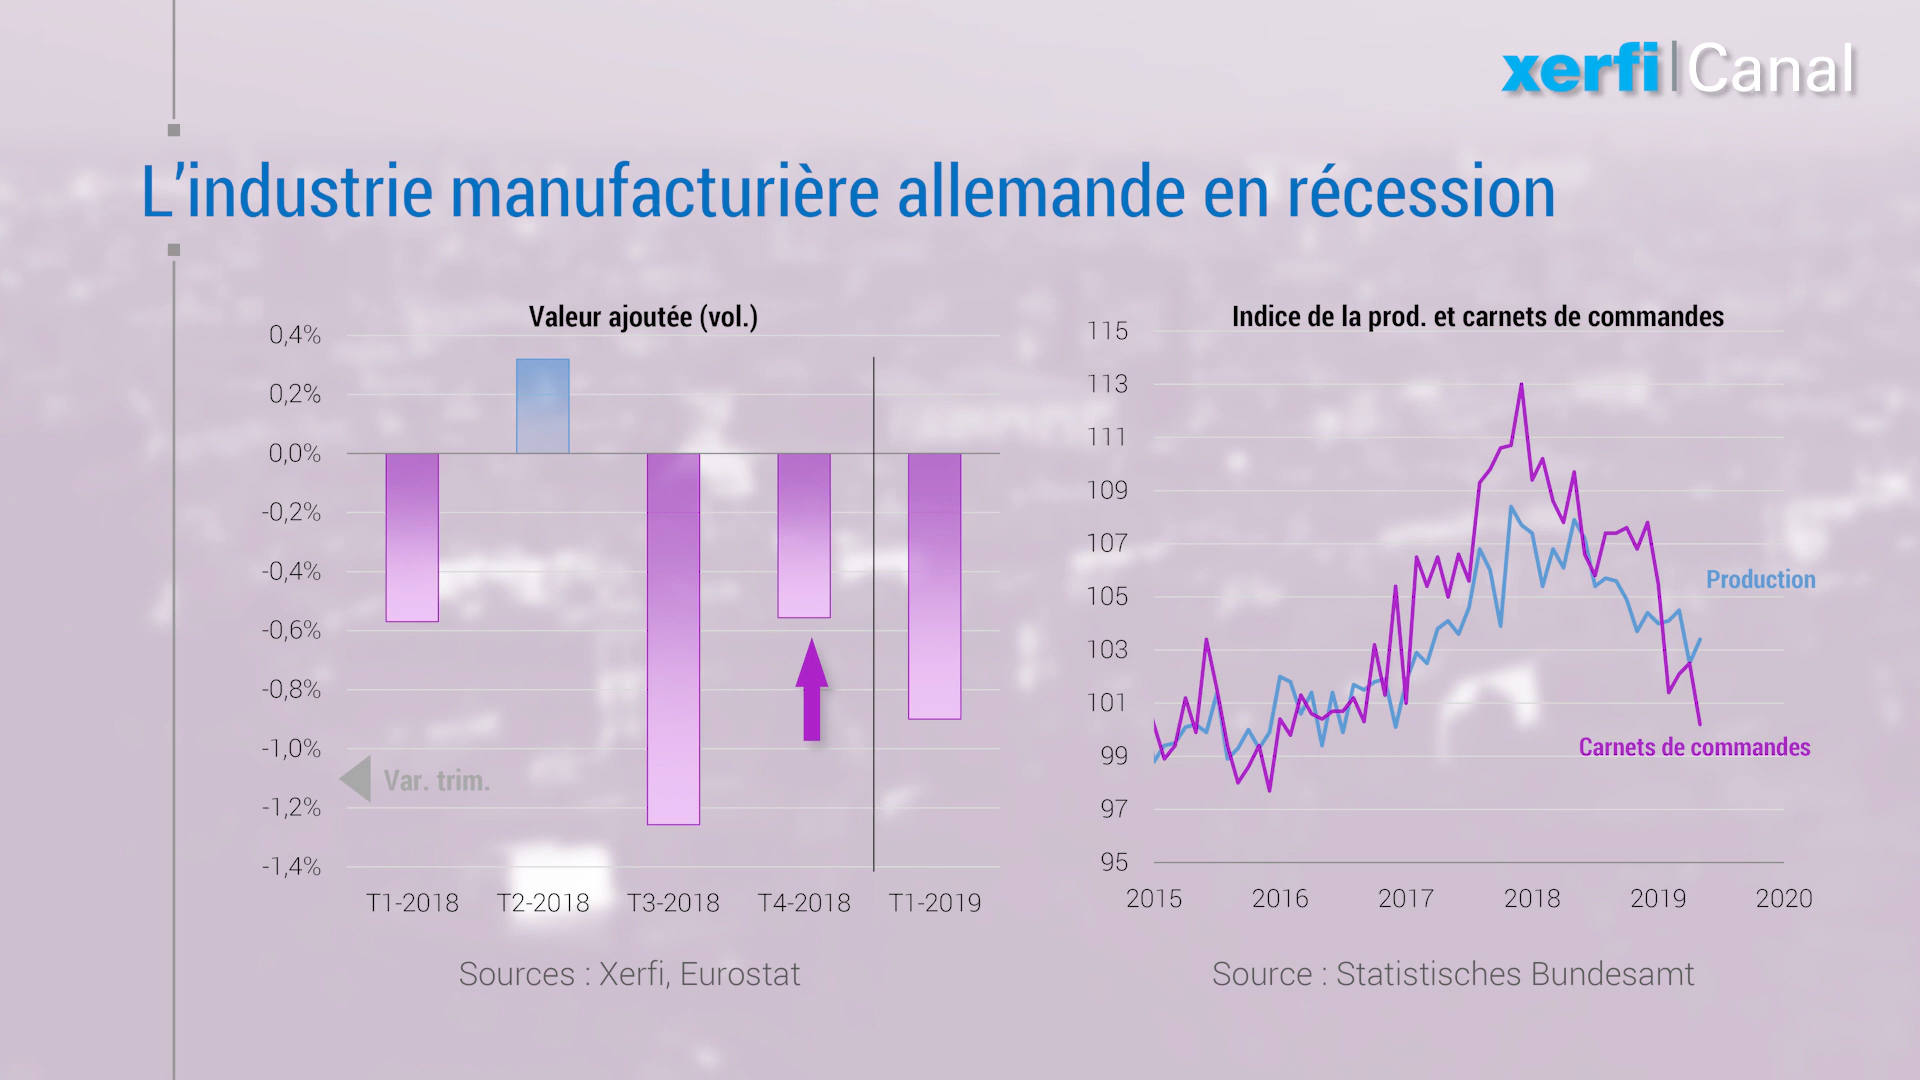 xerfi Canal
L’industrie manufacturière allemande en récession
Valeur ajoutée (vol.)
0,4%
0,2%
0,0%
-0,2%
-0,4%
-0,6%
-0,8%
-1,0%
-1,2%
-1,4%
Var. trim.
T1-2018 T2-2018 T3-2018 T4-2018 T1-2019
Sources : Xerfi, Eurostat
Indice de la prod. et carnets de commandes
115
113
111
109
107
105
103
101
99
97
95
Production
Carnets de commandes
2015 2016 2017 2018 2019 2020
Source : Statistisches Bundesamt